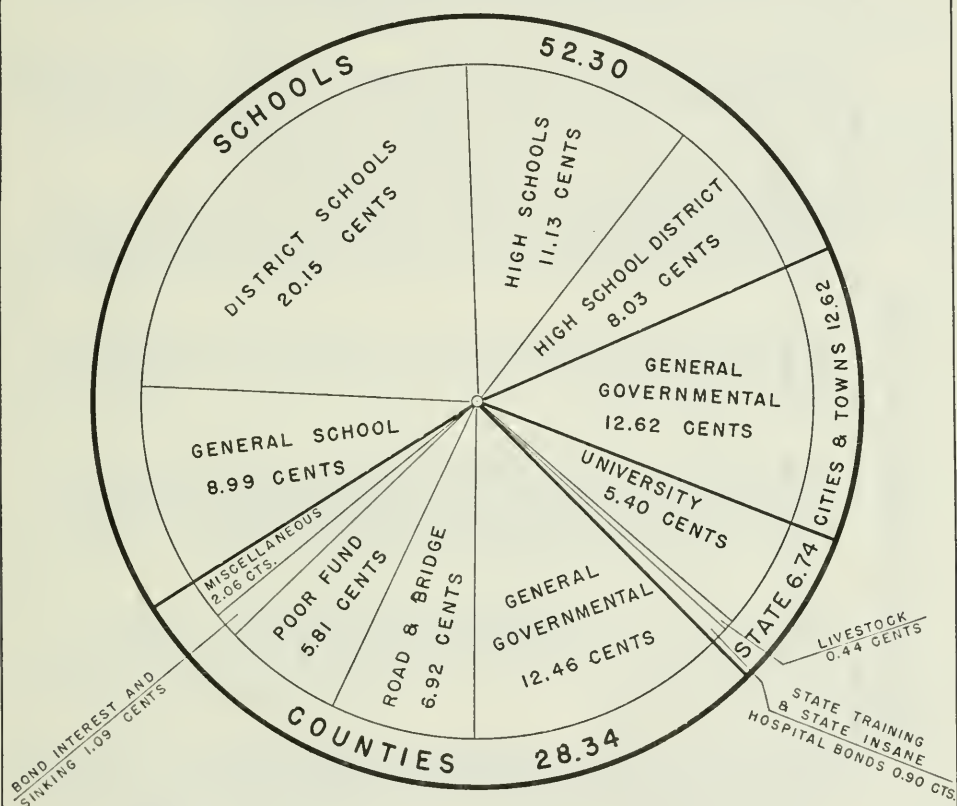 SCHOOLS
52.30
DISTRICT SCHOOLS
20.15 CENTS
HIGH SCHOOLS
11.13 CENTS
HIGH SCHOOL DISTRICT
8.03 CENTS
CITIES & TOWNS 12.62
GENERAL
GOVERNMENTAL
12.62 CENTS
UNIVERSITY
5.40 CENTS
STATE 6.74
LIVESTOCK
0.44 CENTS
STATE TRAINING
& STATE INSANE
HOSPITAL BONDS 0.90 CTS.
GENERAL
GOVERNMENTAL
12.46 CENTS
ROAD & BRIDGE
6.92 CENTS
POOR FUND
5.81 CENTS
BOND INTEREST AND
SINKING 1.09 CENTS
MISCELLANEOUS
2.06 CTS.
GENERAL SCHOOL
8.99 CENTS
COUNTIES
28.34